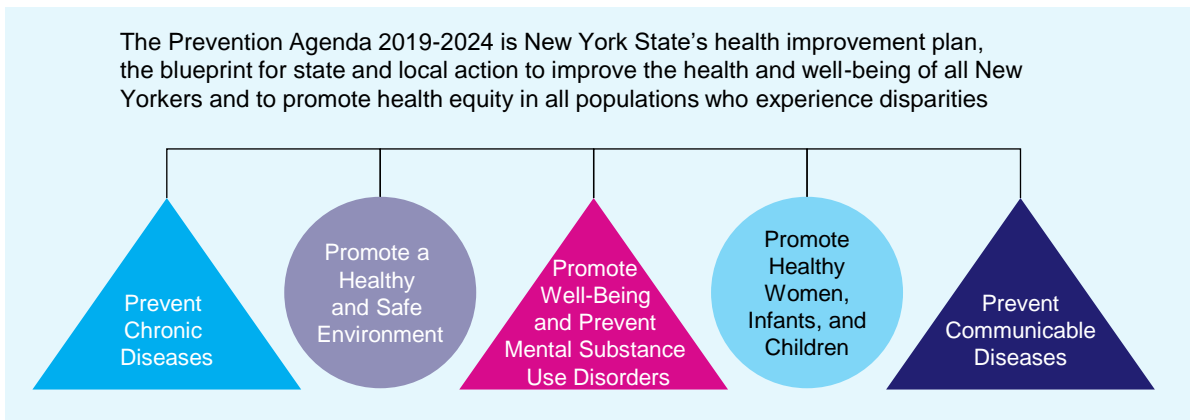 The Prevention Agenda 2019-2024 is New York State's health improvement plan,
the blueprint for state and local action to improve the health and well-being of all New
Yorkers and to promote health equity in all populations who experience disparities
Prevent
Chronic
Diseases
Promote a
Healthy
and Safe
Environment
Promote
Well-Being
and Prevent
Mental Substance
Use Disorders
Promote
Healthy
Women,
Infants, and
Children
Prevent
Communicable
Diseases